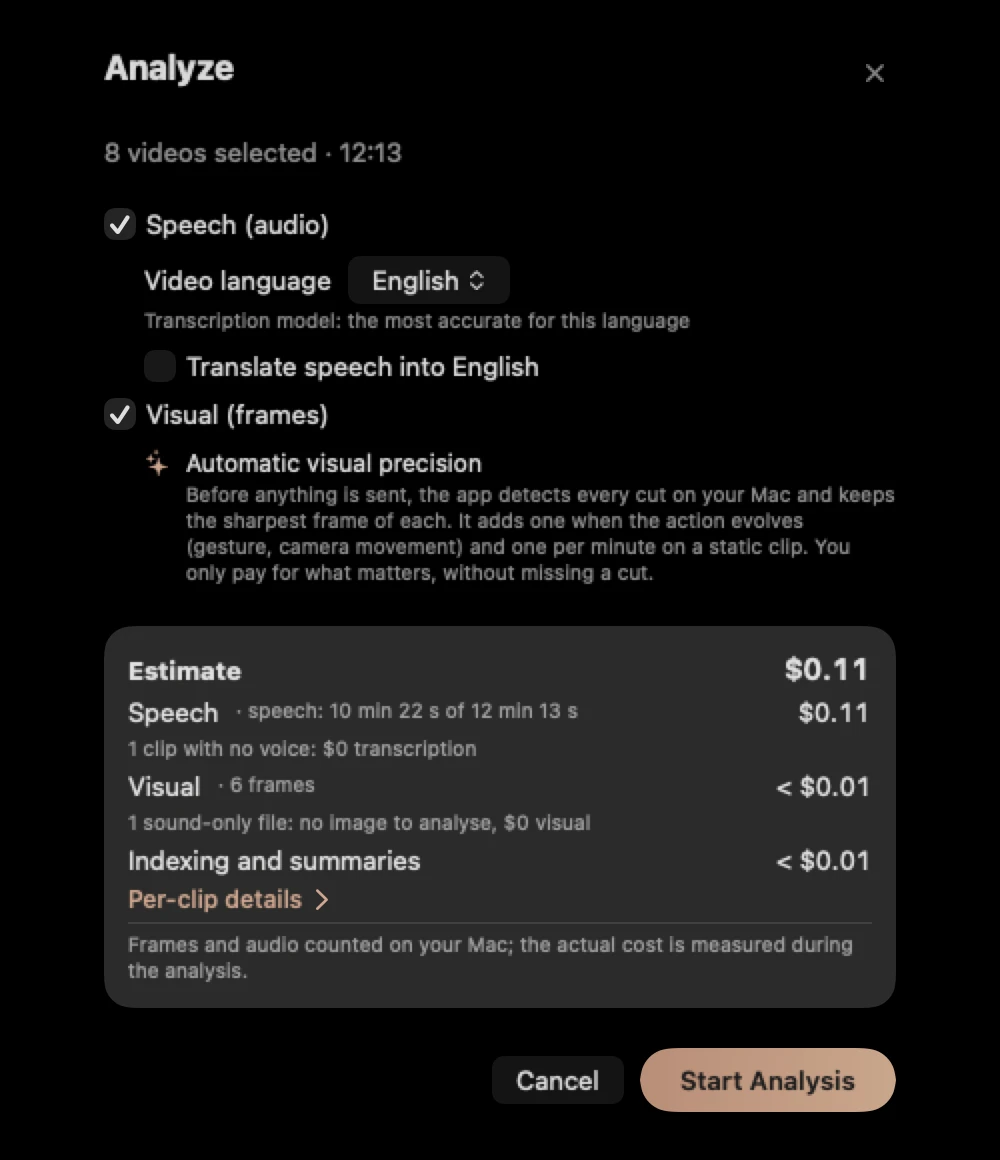 Analyze
8 videos selected · 12:13
Speech (audio)
Video language English
Transcription model: the most accurate for this language
Translate speech into English
Visual (frames)
Automatic visual precision
Before anything is sent, the app detects every cut on your Mac and keeps
the sharpest frame of each. It adds one when the action evolves
(gesture, camera movement) and one per minute on a static clip. You
only pay for what matters, without missing a cut.
Estimate $0.11
Speech · speech: 10 min 22 s of 12 min 13 s $0.11
1 clip with no voice: $0 transcription
Visual · 6 frames < $0.01
1 sound-only file: no image to analyse, $0 visual
Indexing and summaries < $0.01
Per-clip details
Frames and audio counted on your Mac; the actual cost is measured during
the analysis.
Cancel Start Analysis